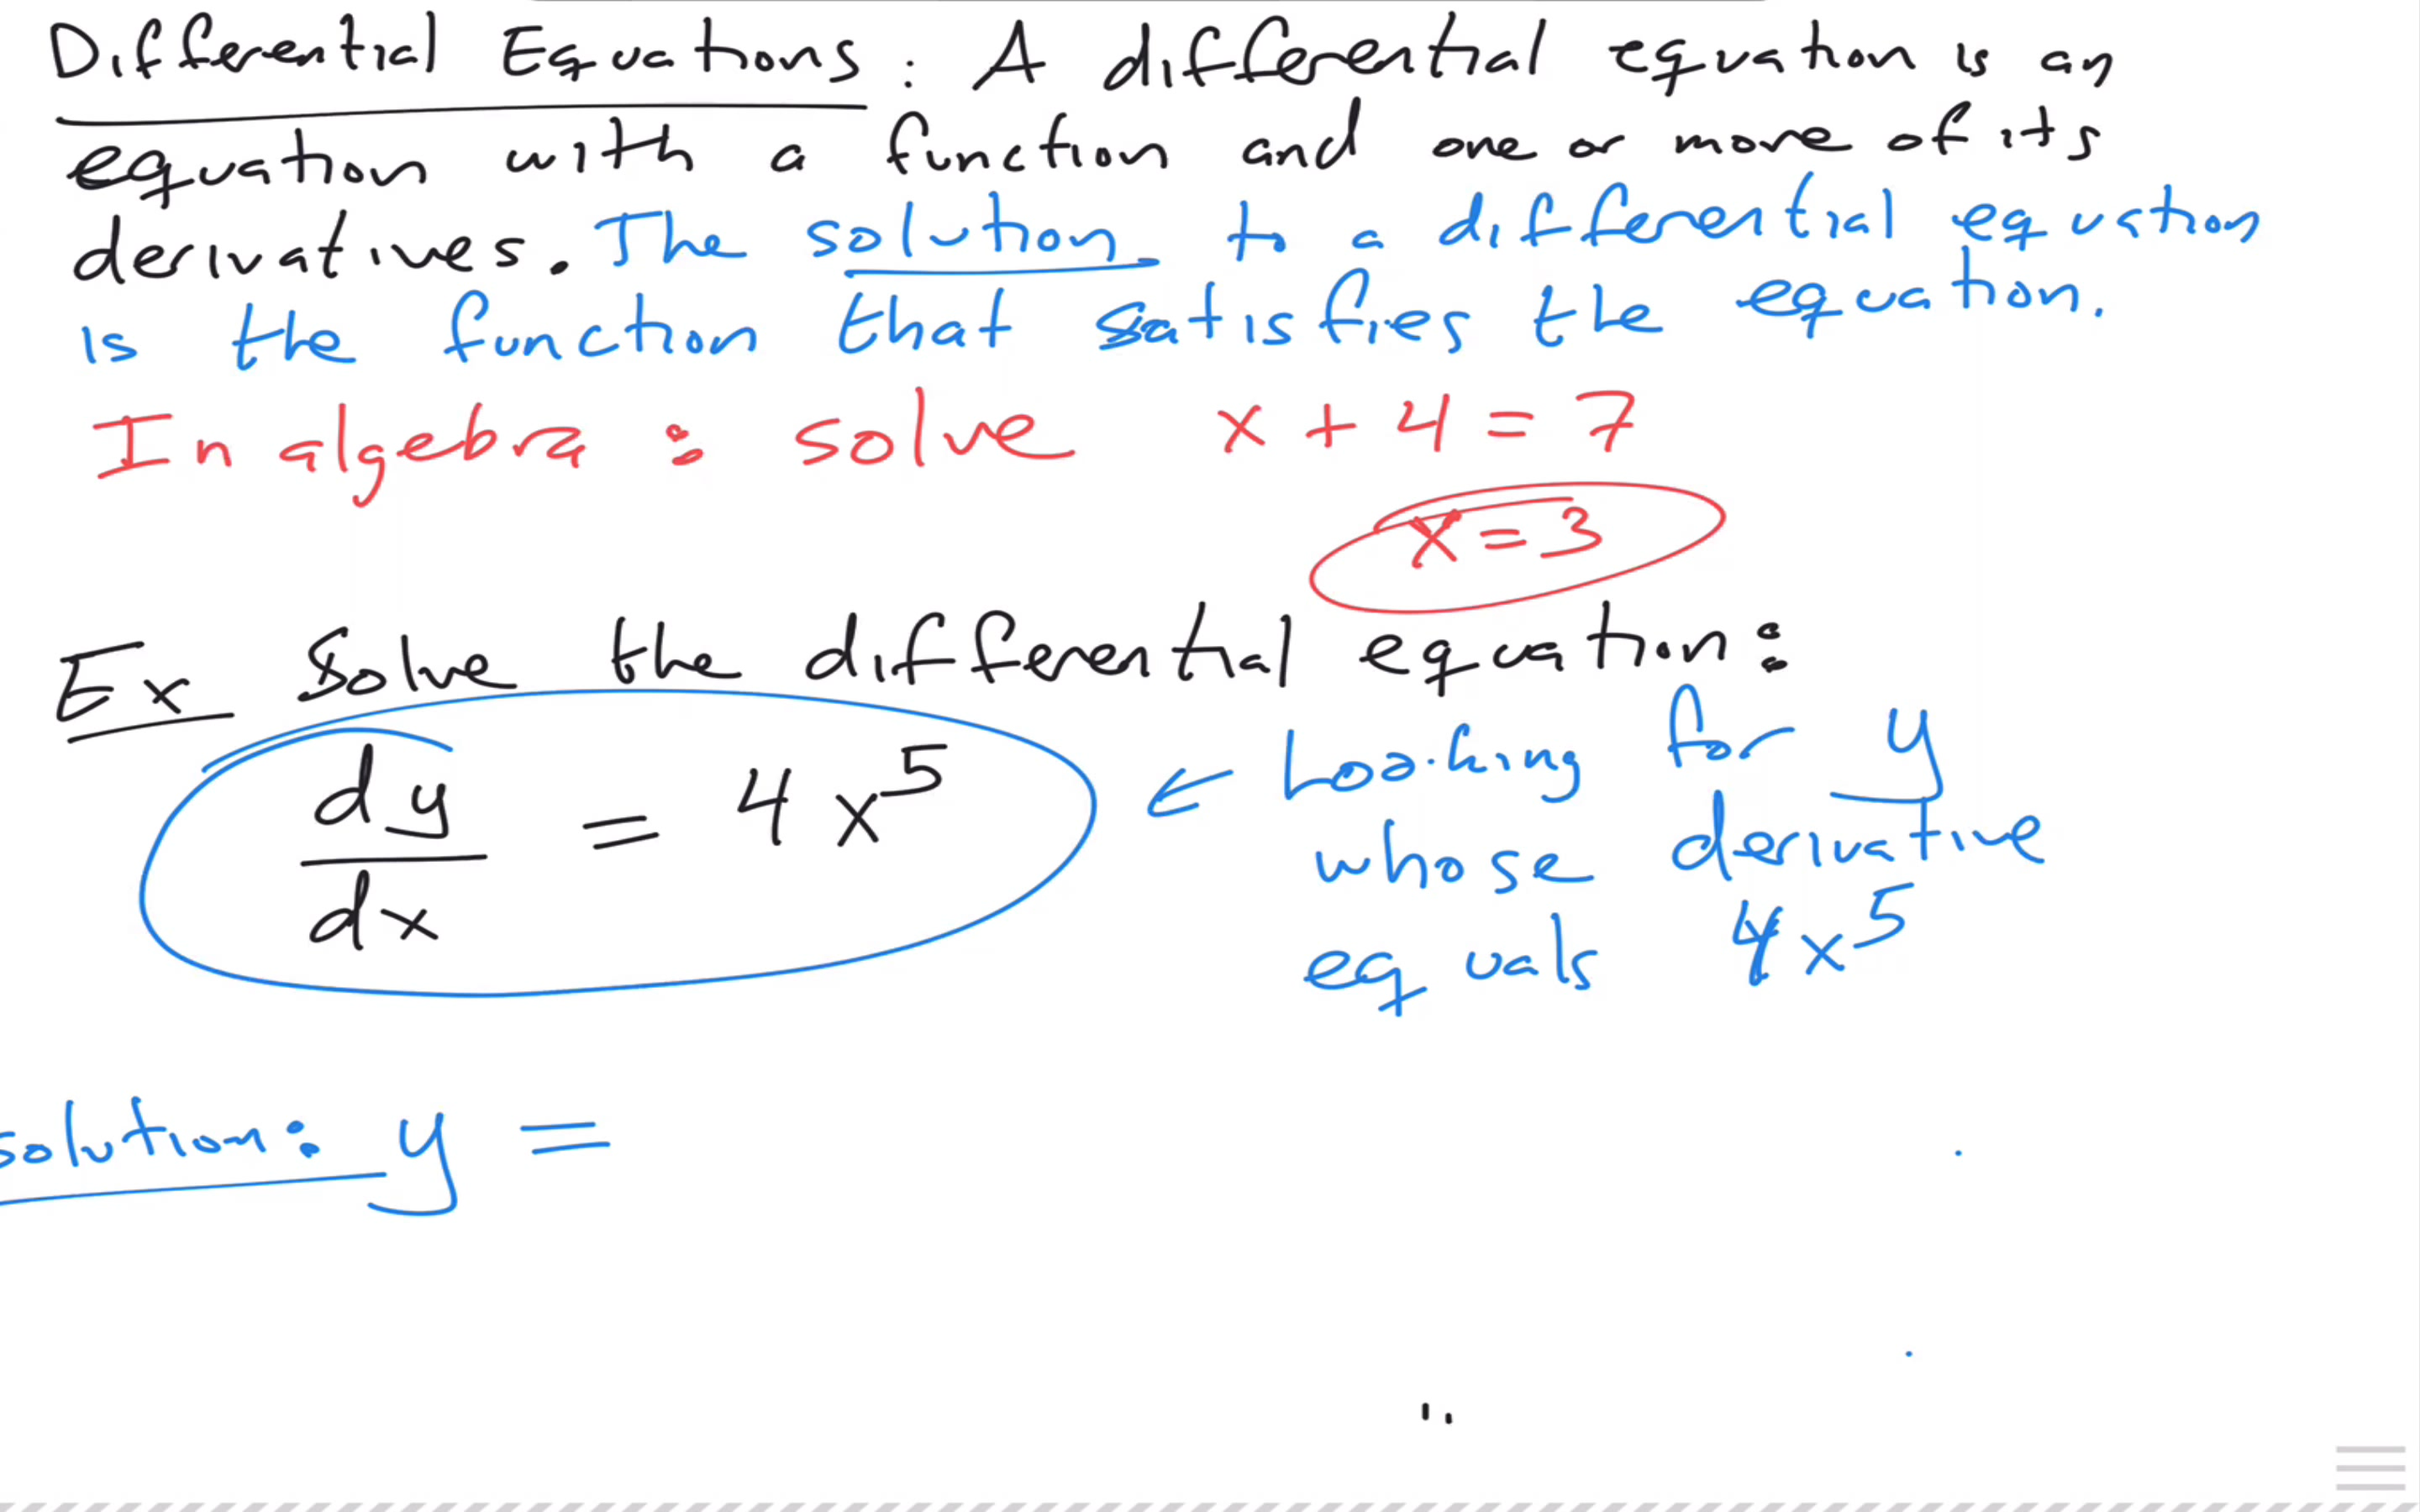 Differential Equations: A differential equation is an
equation with a function and one or more of its
derivatives. The solution to a differential equation
is the function that satisfies the equation.
In algebra: solve x + 4 = 7
x = 3
Ex Solve the differential equation:
dy/dx = 4x^5 ← Looking for y
whose derivative
equals 4x^5
solution: y =